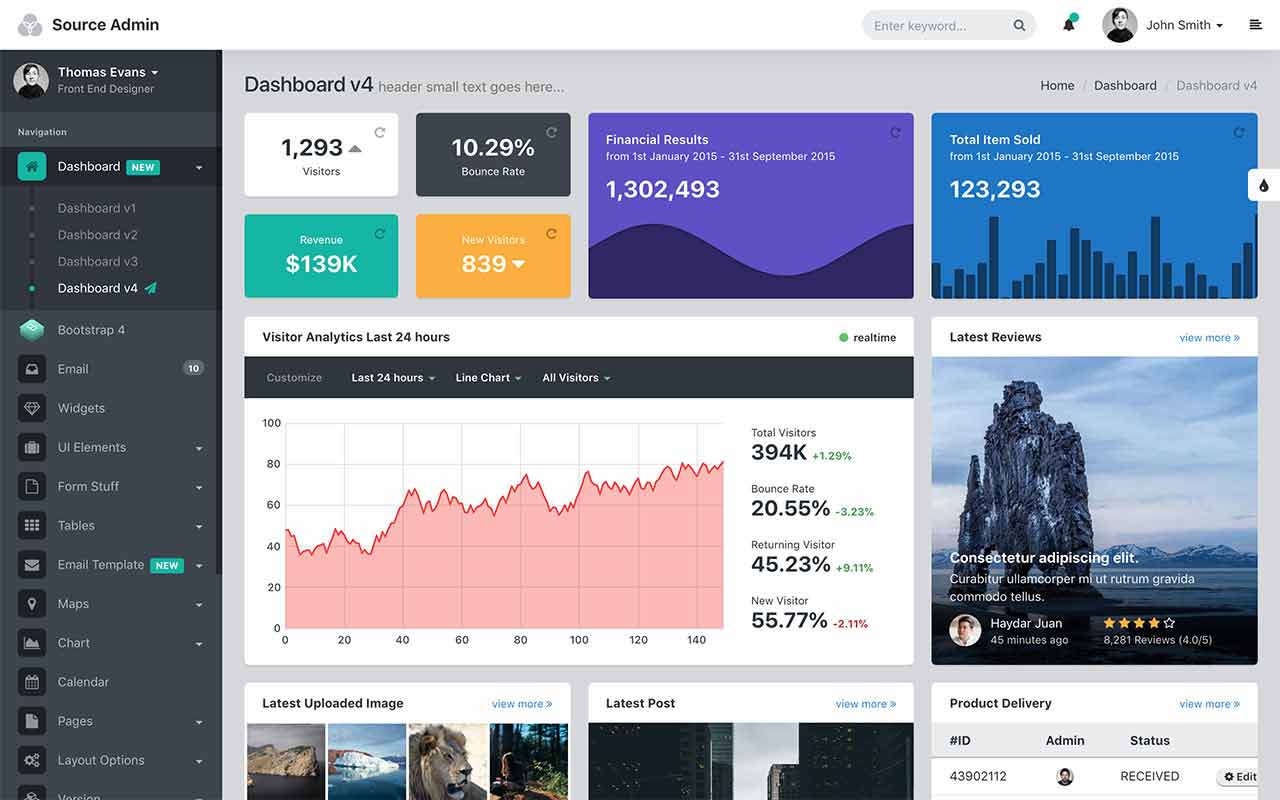 Source Admin
Enter keyword...
John Smith
Thomas Evans
Front End Designer
Navigation
Dashboard NEW
Dashboard v1
Dashboard v2
Dashboard v3
Dashboard v4
Bootstrap 4
Email 10
Widgets
UI Elements
Form Stuff
Tables
Email Template NEW
Maps
Chart
Calendar
Pages
Layout Options
Version
Dashboard v4 header small text goes here...
Home / Dashboard / Dashboard v4
1,293
Visitors
10.29%
Bounce Rate
Revenue
$139K
New Visitors
839
Financial Results
from 1st January 2015 - 31st September 2015
1,302,493
Total Item Sold
from 1st January 2015 - 31st September 2015
123,293
Visitor Analytics Last 24 hours
realtime
Customize Last 24 hours Line Chart All Visitors
100
80
60
40
20
0
0 20 40 60 80 100 120 140
Total Visitors
394K +1.29%
Bounce Rate
20.55% -3.23%
Returning Visitor
45.23% +9.11%
New Visitor
55.77% -2.11%
Latest Reviews view more »
Consectetur adipiscing elit.
Curabitur ullamcorper mi ut rutrum gravida
commodo tellus.
Haydar Juan
45 minutes ago
8,281 Reviews (4.0/5)
Latest Uploaded Image view more »
Latest Post view more »
Product Delivery view more »
#ID Admin Status
43902112 RECEIVED Edit